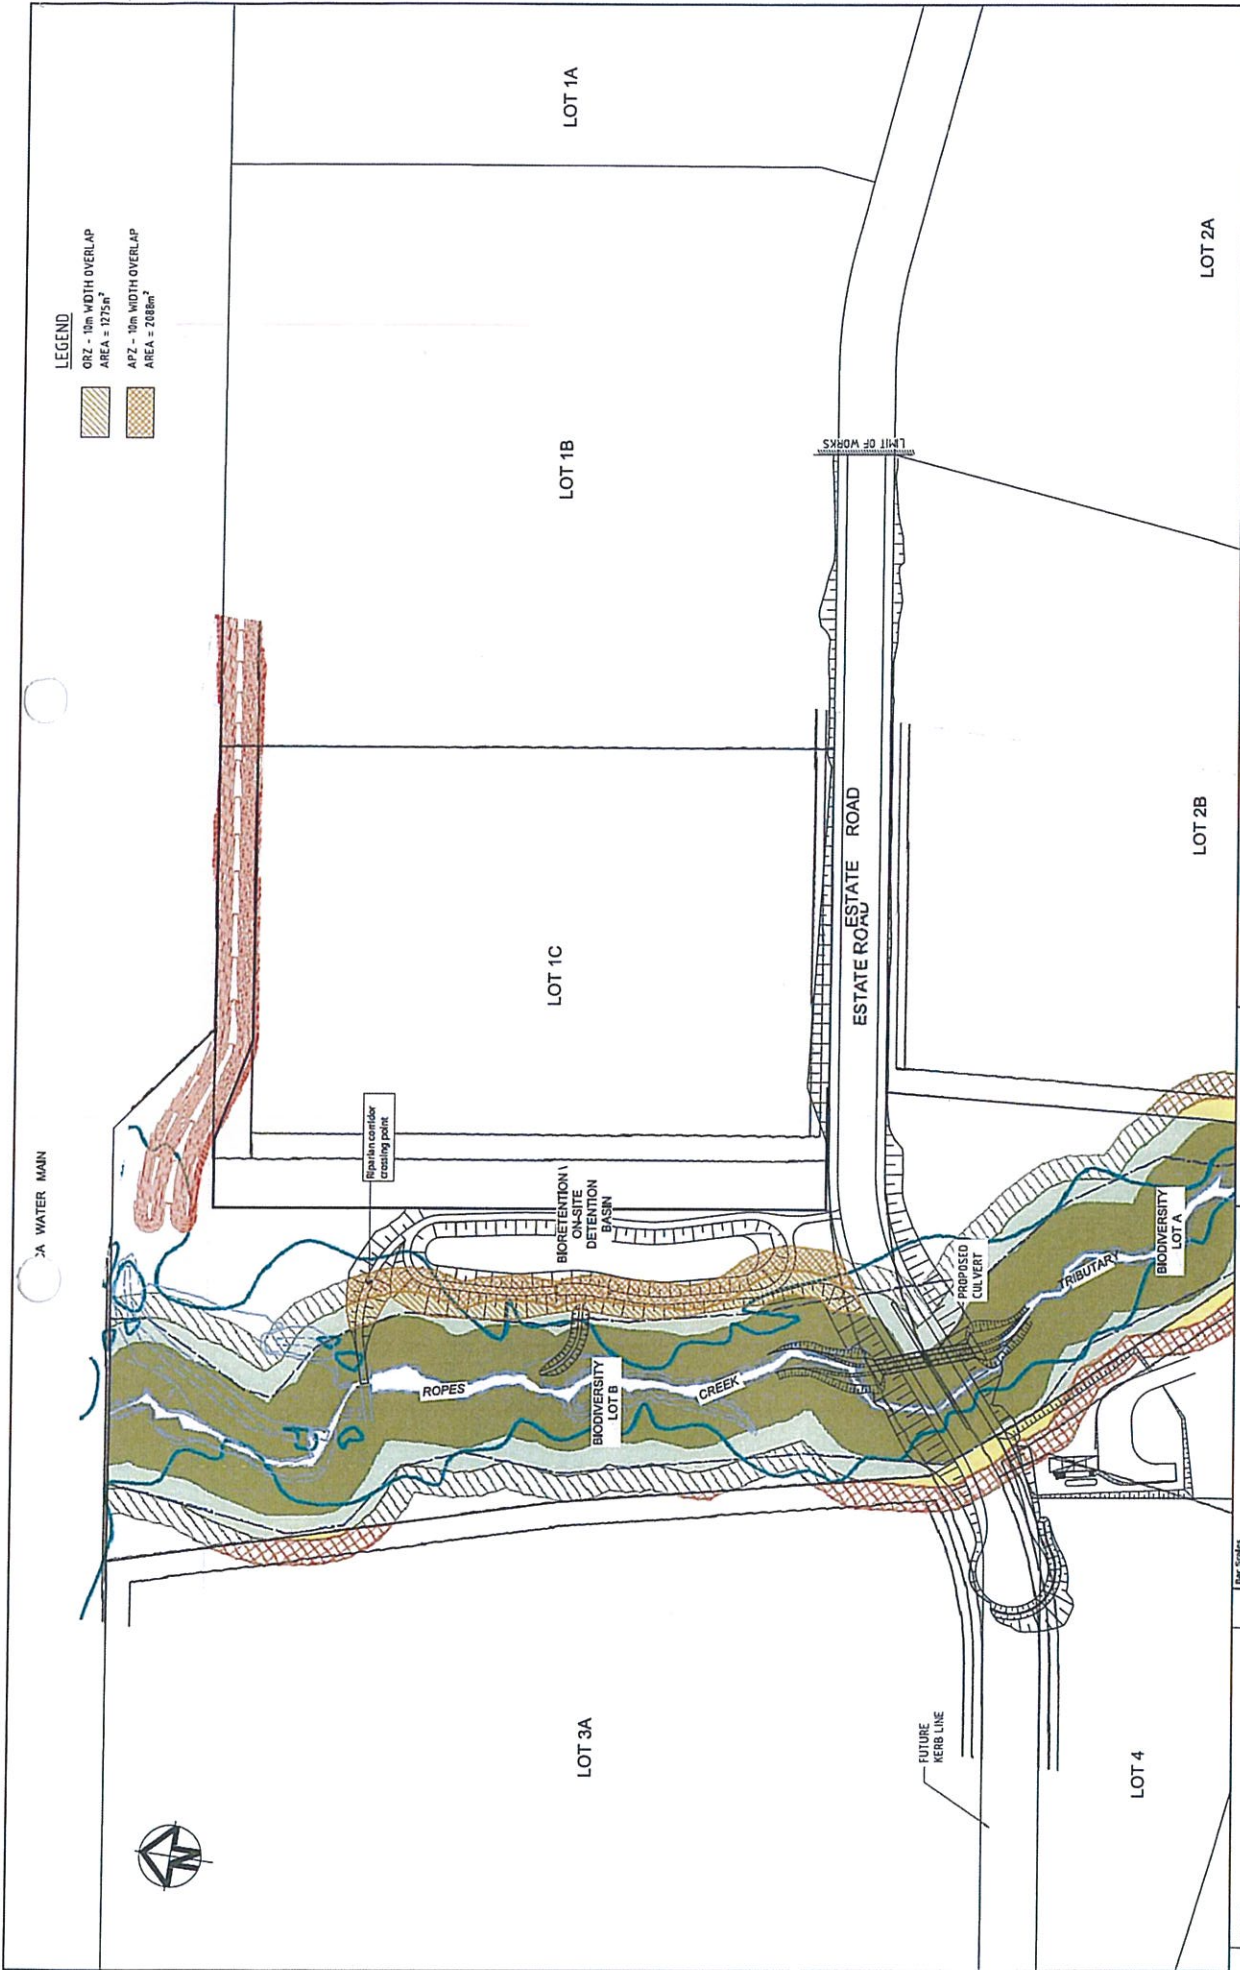 CA WATER MAIN
LEGEND
ORZ - 10m WIDTH OVERLAP
AREA = 1275m²
APZ - 10m WIDTH OVERLAP
AREA = 2088m²
LOT 1A
LOT 1B
LOT 1C
LOT 2A
LOT 2B
LIMIT OF WORKS
ESTATE ROAD
ESTATE ROAD
Riparian corridor
crossing point
BIORETENTION \
ON-SITE
DETENTION
BASIN
PROPOSED
CULVERT
TRIBUTARY
BIODIVERSITY
LOT A
ROPES
CREEK
BIODIVERSITY
LOT B
LOT 3A
FUTURE
KERB LINE
LOT 4
N
Bar Scales